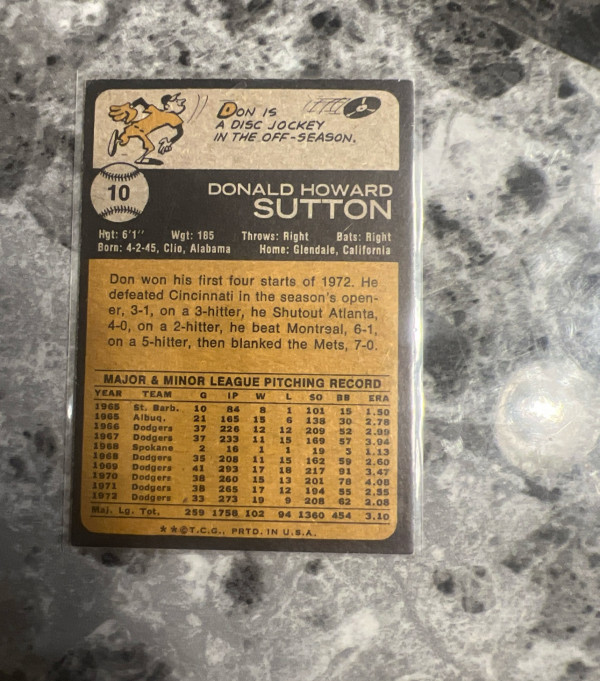 DON IS
A DISC JOCKEY
IN THE OFF-SEASON.
10
DONALD HOWARD
SUTTON
Hgt: 6'1" Wgt: 185 Throws: Right Bats: Right
Born: 4-2-45, Clio, Alabama Home: Glendale, California
Don won his first four starts of 1972. He
defeated Cincinnati in the season's open-
er, 3-1, on a 3-hitter, he Shutout Atlanta,
4-0, on a 2-hitter, he beat Montreal, 6-1,
on a 5-hitter, then blanked the Mets, 7-0.
MAJOR & MINOR LEAGUE PITCHING RECORD
YEAR TEAM G IP W L SO BB ERA
1965 St. Barb. 10 84 8 1 101 15 1.50
1965 Albuq. 21 165 15 6 138 30 2.78
1966 Dodgers 37 226 12 12 209 52 2.99
1967 Dodgers 37 233 11 15 169 57 3.94
1968 Spokane 2 16 1 1 19 3 1.13
1968 Dodgers 35 208 11 15 162 59 2.60
1969 Dodgers 41 293 17 18 217 91 3.47
1970 Dodgers 38 260 15 13 201 78 4.08
1971 Dodgers 38 265 17 12 194 55 2.55
1972 Dodgers 33 273 19 9 208 62 2.08
Maj. Lg. Tot. 259 1758 102 94 1360 454 3.10
★★©T.C.G., PRTD. IN U.S.A.